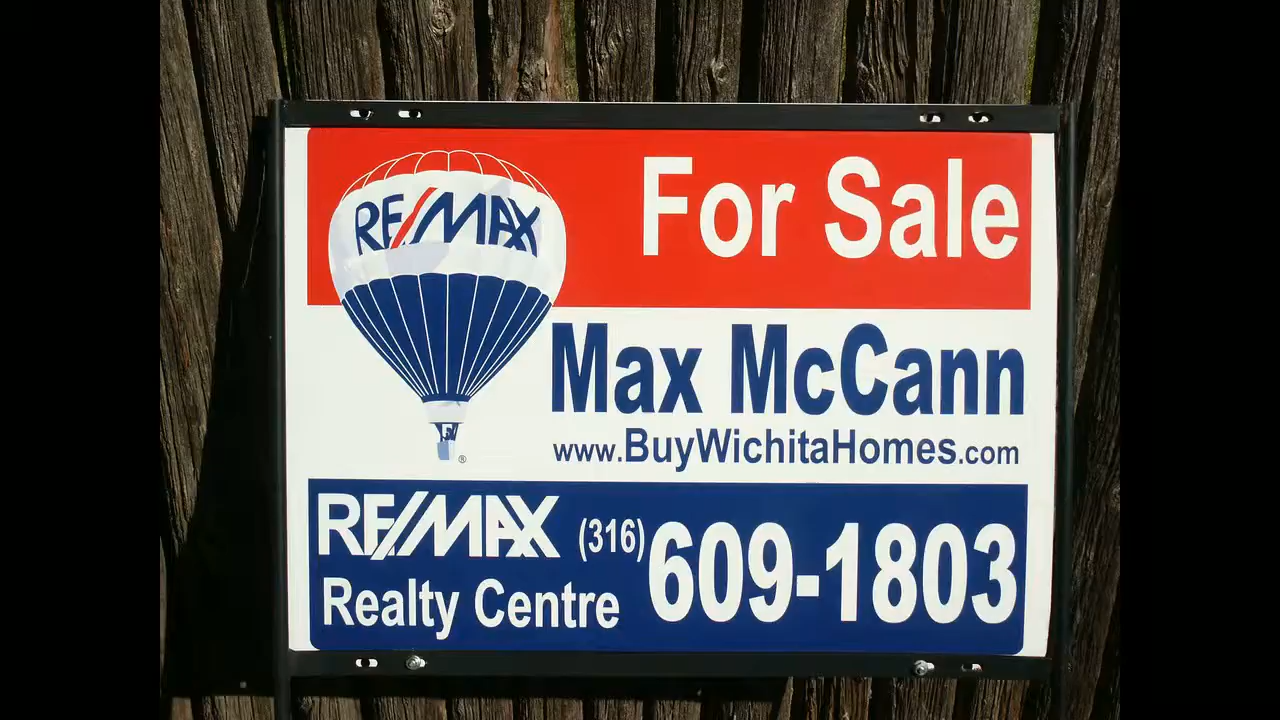 For Sale
RE/MAX
Max McCann
www.BuyWichitaHomes.com
®
RE/MAX (316) 609-1803
Realty Centre